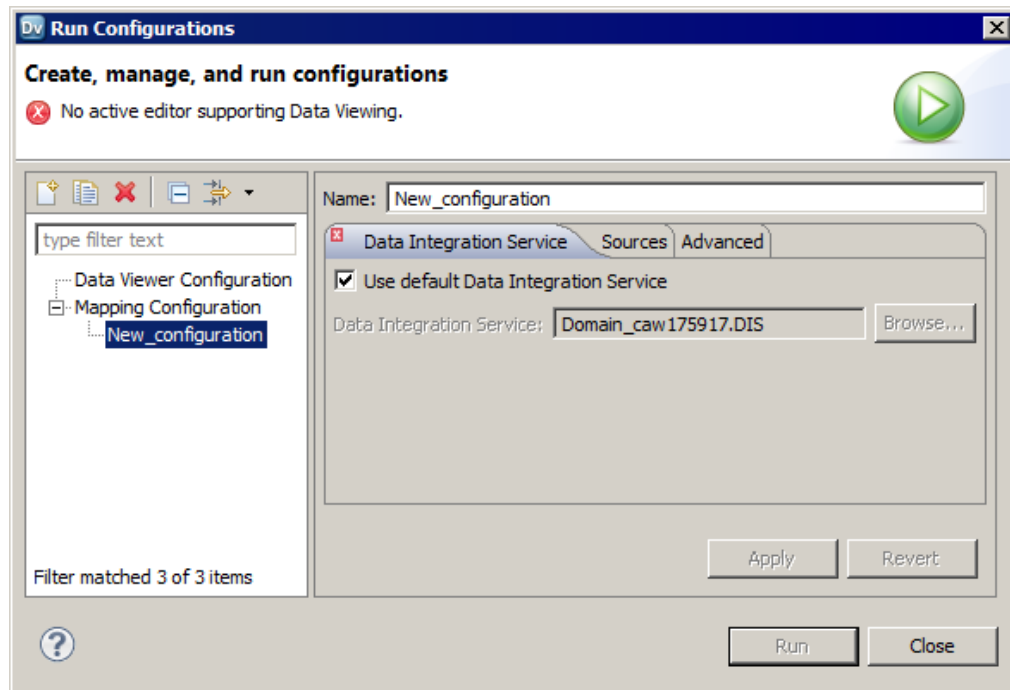 Dv Run Configurations
Create, manage, and run configurations
No active editor supporting Data Viewing.
type filter text
Data Viewer Configuration
Mapping Configuration
New_configuration
Filter matched 3 of 3 items
Name: New_configuration
Data Integration Service Sources Advanced
Use default Data Integration Service
Data Integration Service: Domain_caw175917.DIS Browse...
Apply Revert
? Run Close